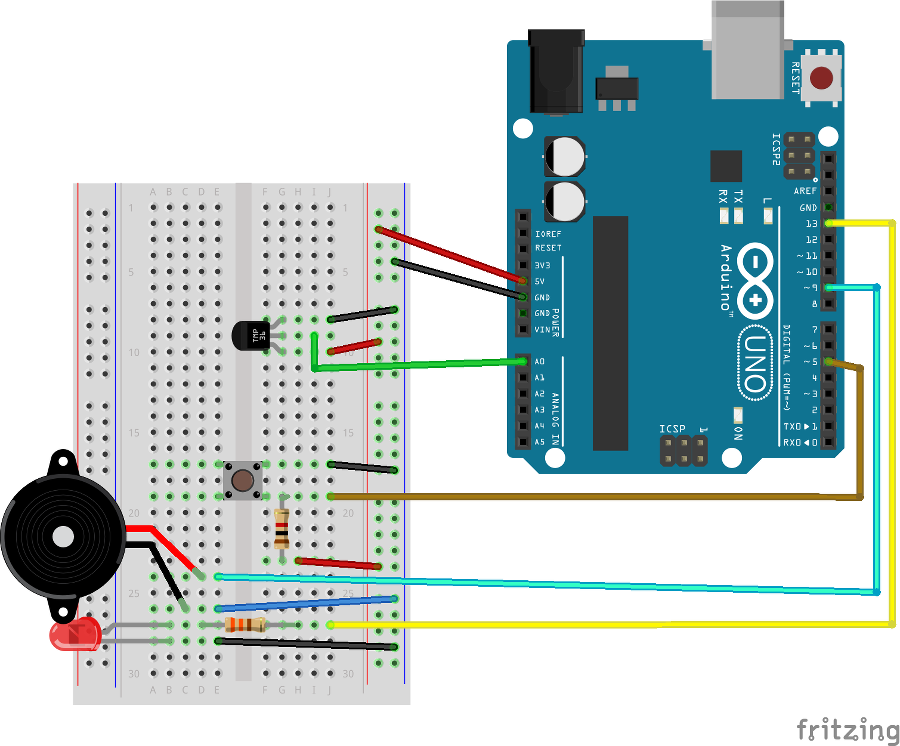 RESET
ICSP2
AREF
GND
RX
TX
L
13
12
IOREF
~ 11
RESET
~ 10
3V3
Arduino™
5V
~ 9
GND
8
GND
POWER
VIN
7
~ 6
UNO
DIGITAL (PWM=~)
A0
~ 5
A1
4
A2
~ 3
A3
2
ANALOG IN
A4
ICSP
1
ON
TX0 ▶ 1
A5
RX0 ◀ 0
A B C D E F G H I J
1 1
5 5
TMP
36
10 10
15 15
20 20
25 25
30 30
A B C D E F G H I J
fritzing